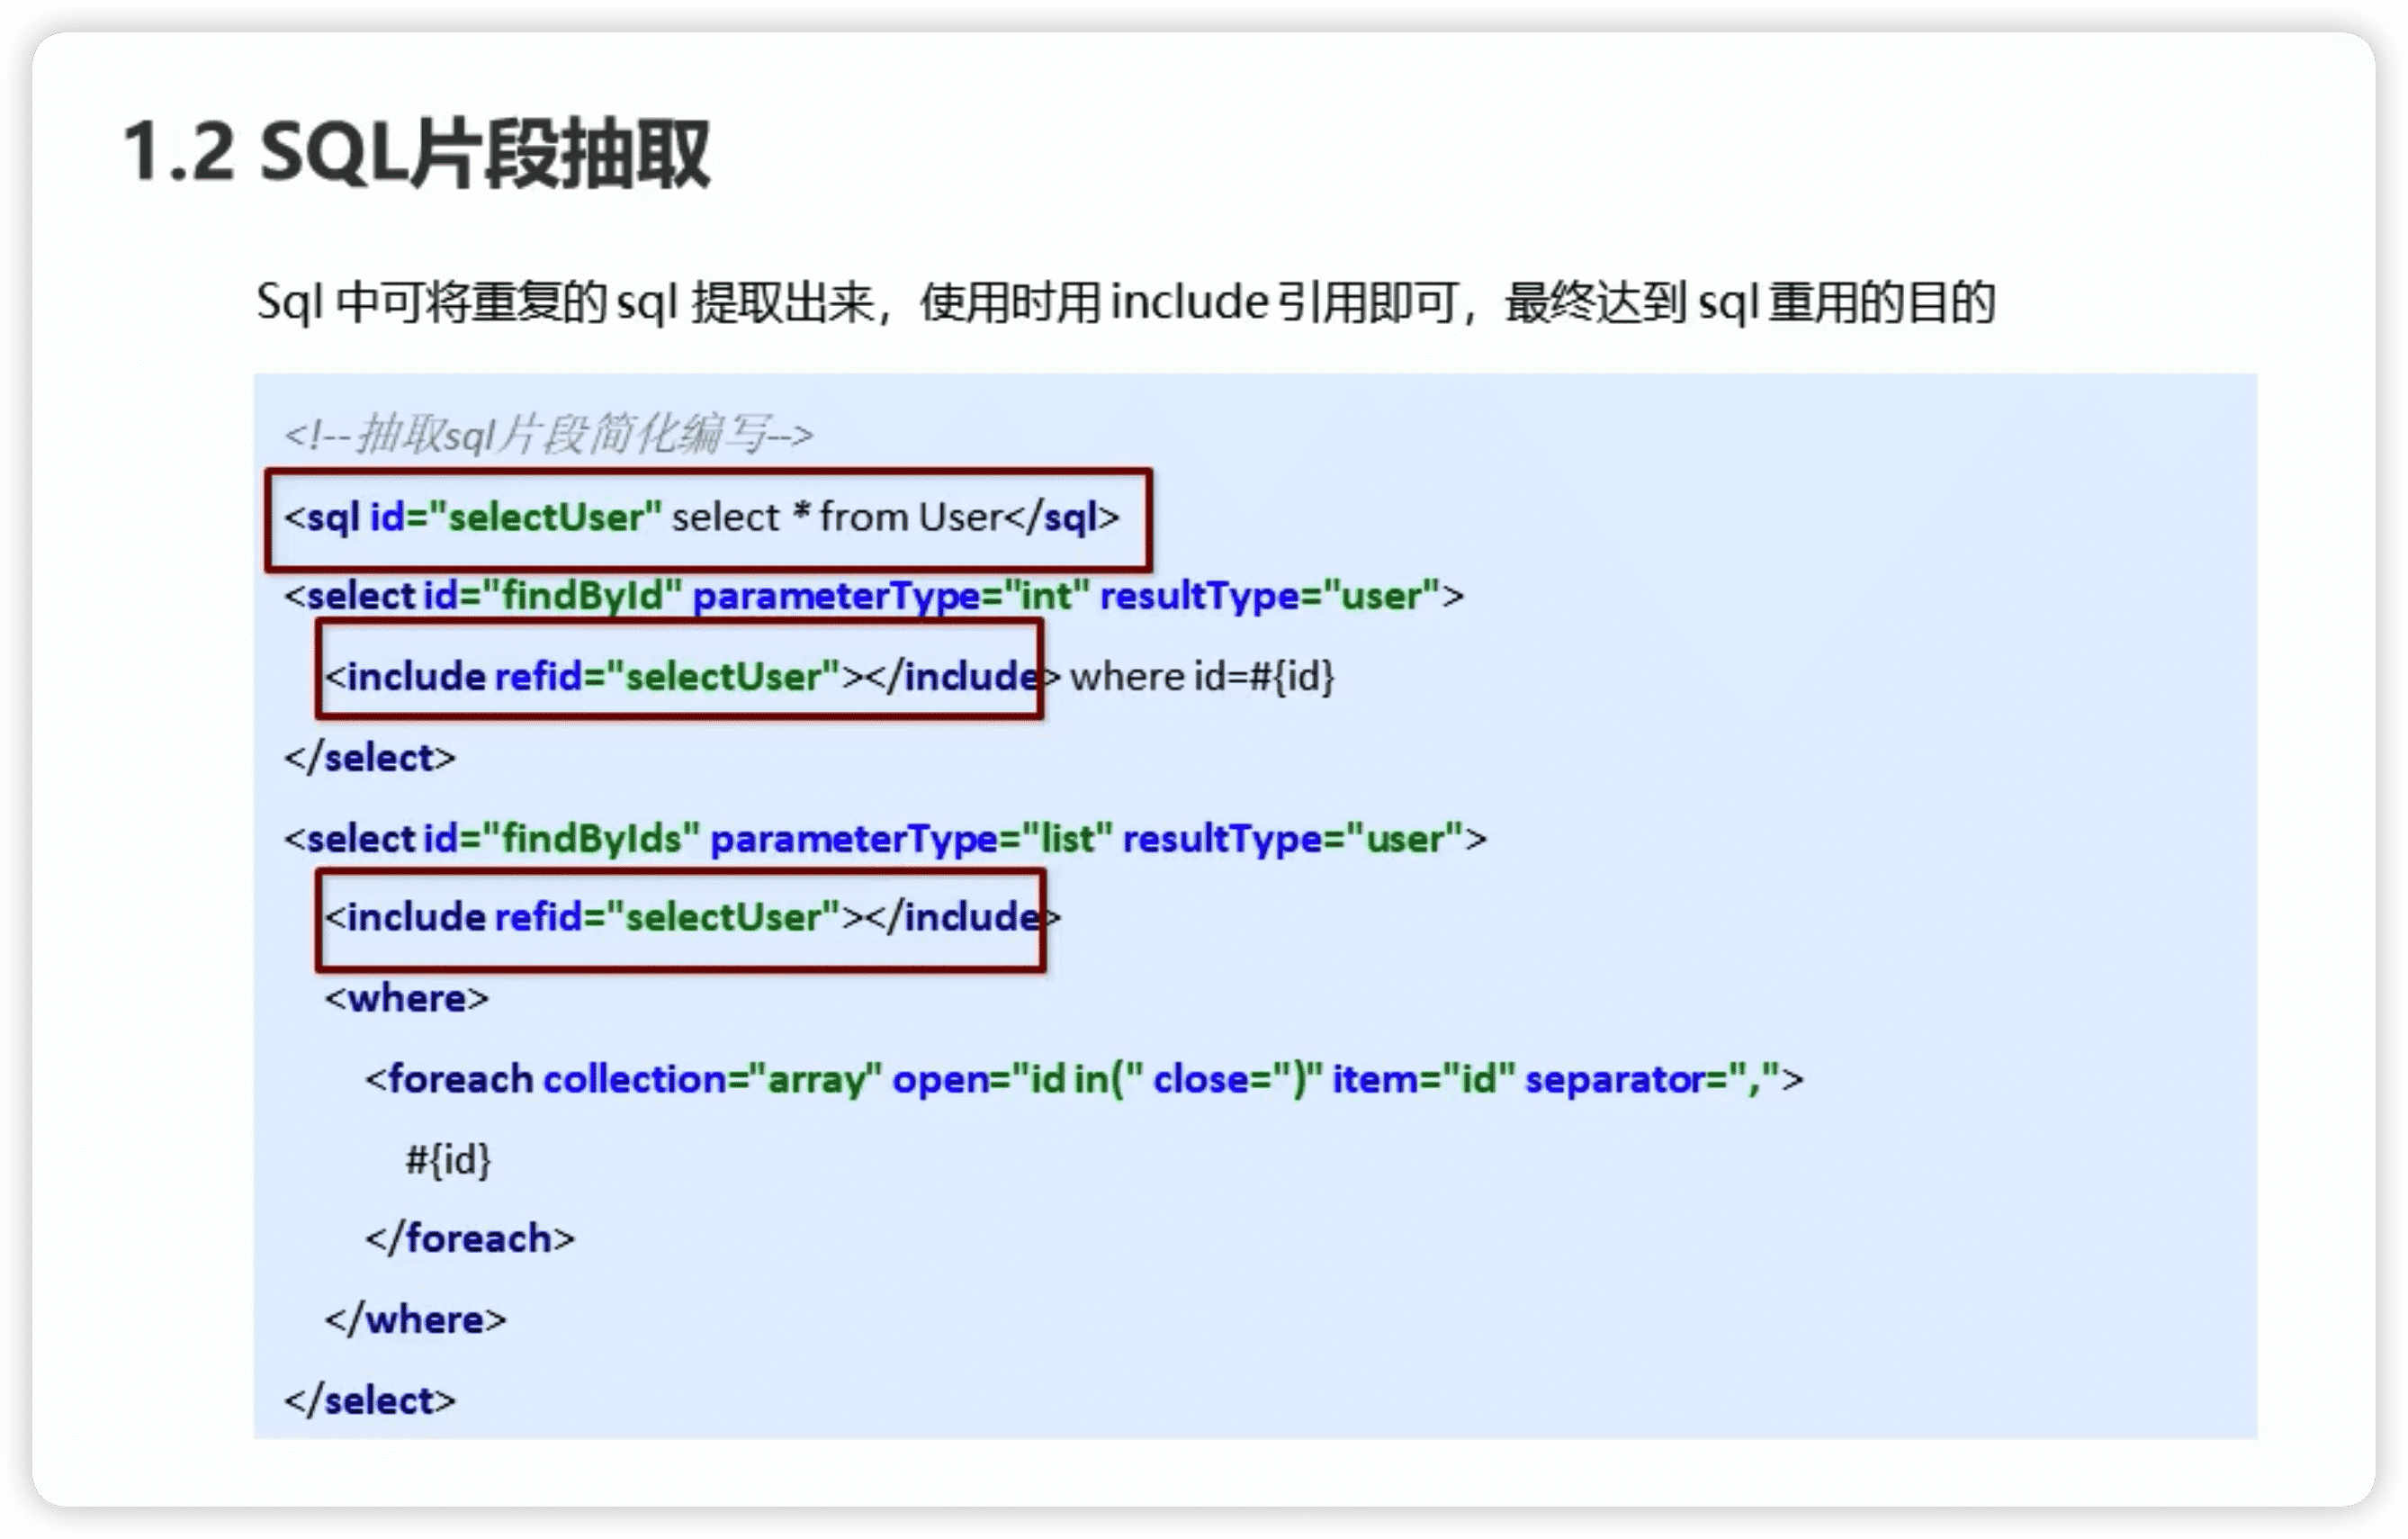 1.2 SQL片段抽取
Sql 中可将重复的 sql 提取出来，使用时用 include 引用即可，最终达到 sql 重用的目的
<!--抽取sql片段简化编写-->
<sql id="selectUser" select * from User</sql>
<select id="findById" parameterType="int" resultType="user">
<include refid="selectUser"></include> where id=#{id}
</select>
<select id="findByIds" parameterType="list" resultType="user">
<include refid="selectUser"></include>
<where>
<foreach collection="array" open="id in(" close=")" item="id" separator=",">
#{id}
</foreach>
</where>
</select>